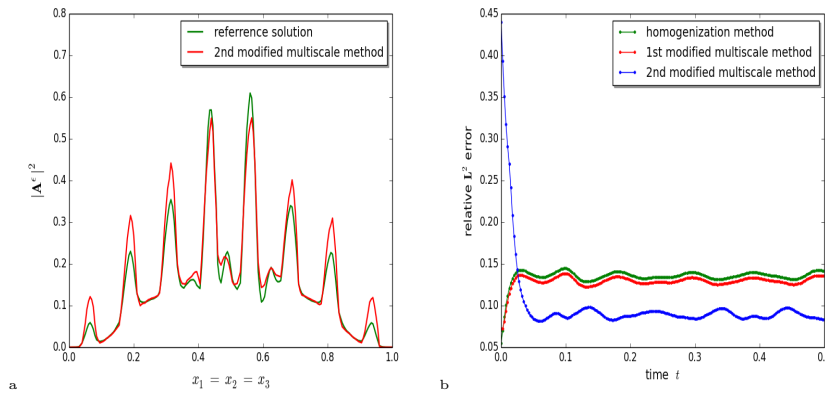 0.8
0.7
0.6
0.5
0.4
0.3
0.2
0.1
0.0
0.0 0.2 0.4 0.6 0.8 1.0
|A^ϵ|^2
x_1 = x_2 = x_3
referrence solution
2nd modified multiscale method
a
0.45
0.40
0.35
0.30
0.25
0.20
0.15
0.10
0.05
0.0 0.1 0.2 0.3 0.4
relative L^2 error
time t
homogenization method
1st modified multiscale method
2nd modified multiscale method
b